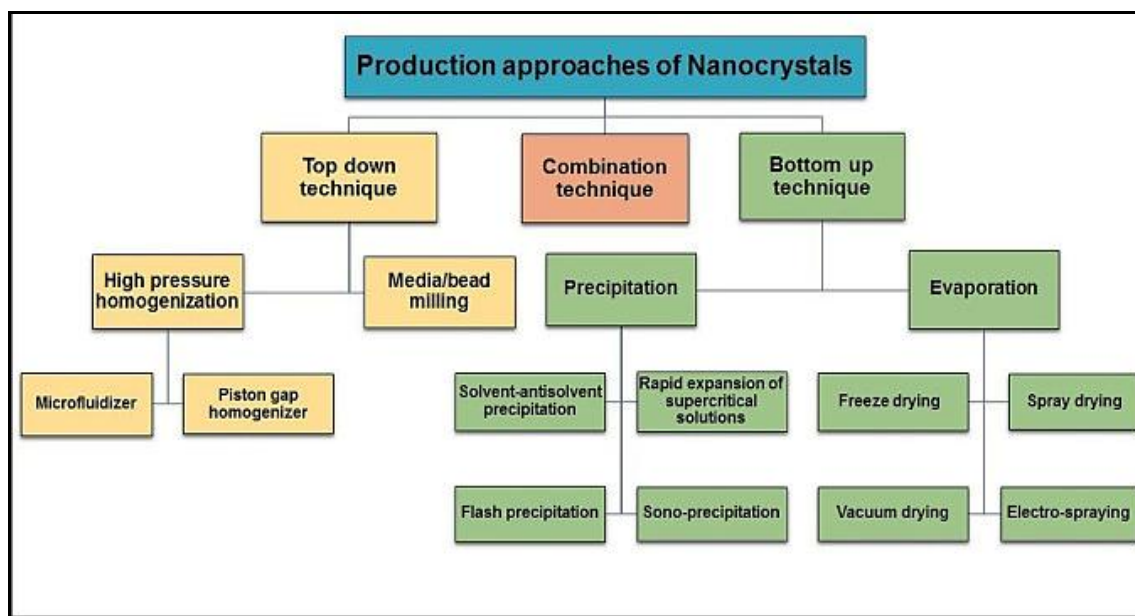 Production approaches of Nanocrystals
Top down
technique
Combination
technique
Bottom up
technique
High pressure
homogenization
Media/bead
milling
Precipitation
Evaporation
Microfluidizer
Piston gap
homogenizer
Solvent-antisolvent
precipitation
Rapid expansion of
supercritical
solutions
Freeze drying
Spray drying
Flash precipitation
Sono-precipitation
Vacuum drying
Electro-spraying